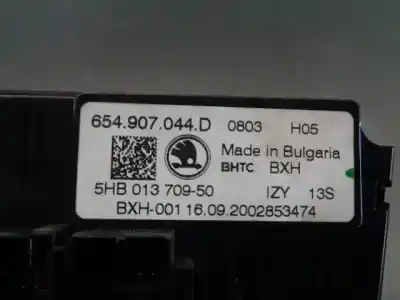 654.907.044.D 0803 H05
Made in Bulgaria
BHTC BXH
5HB 013 709-50 IZY 13S
BXH-001 16.09.2002853474